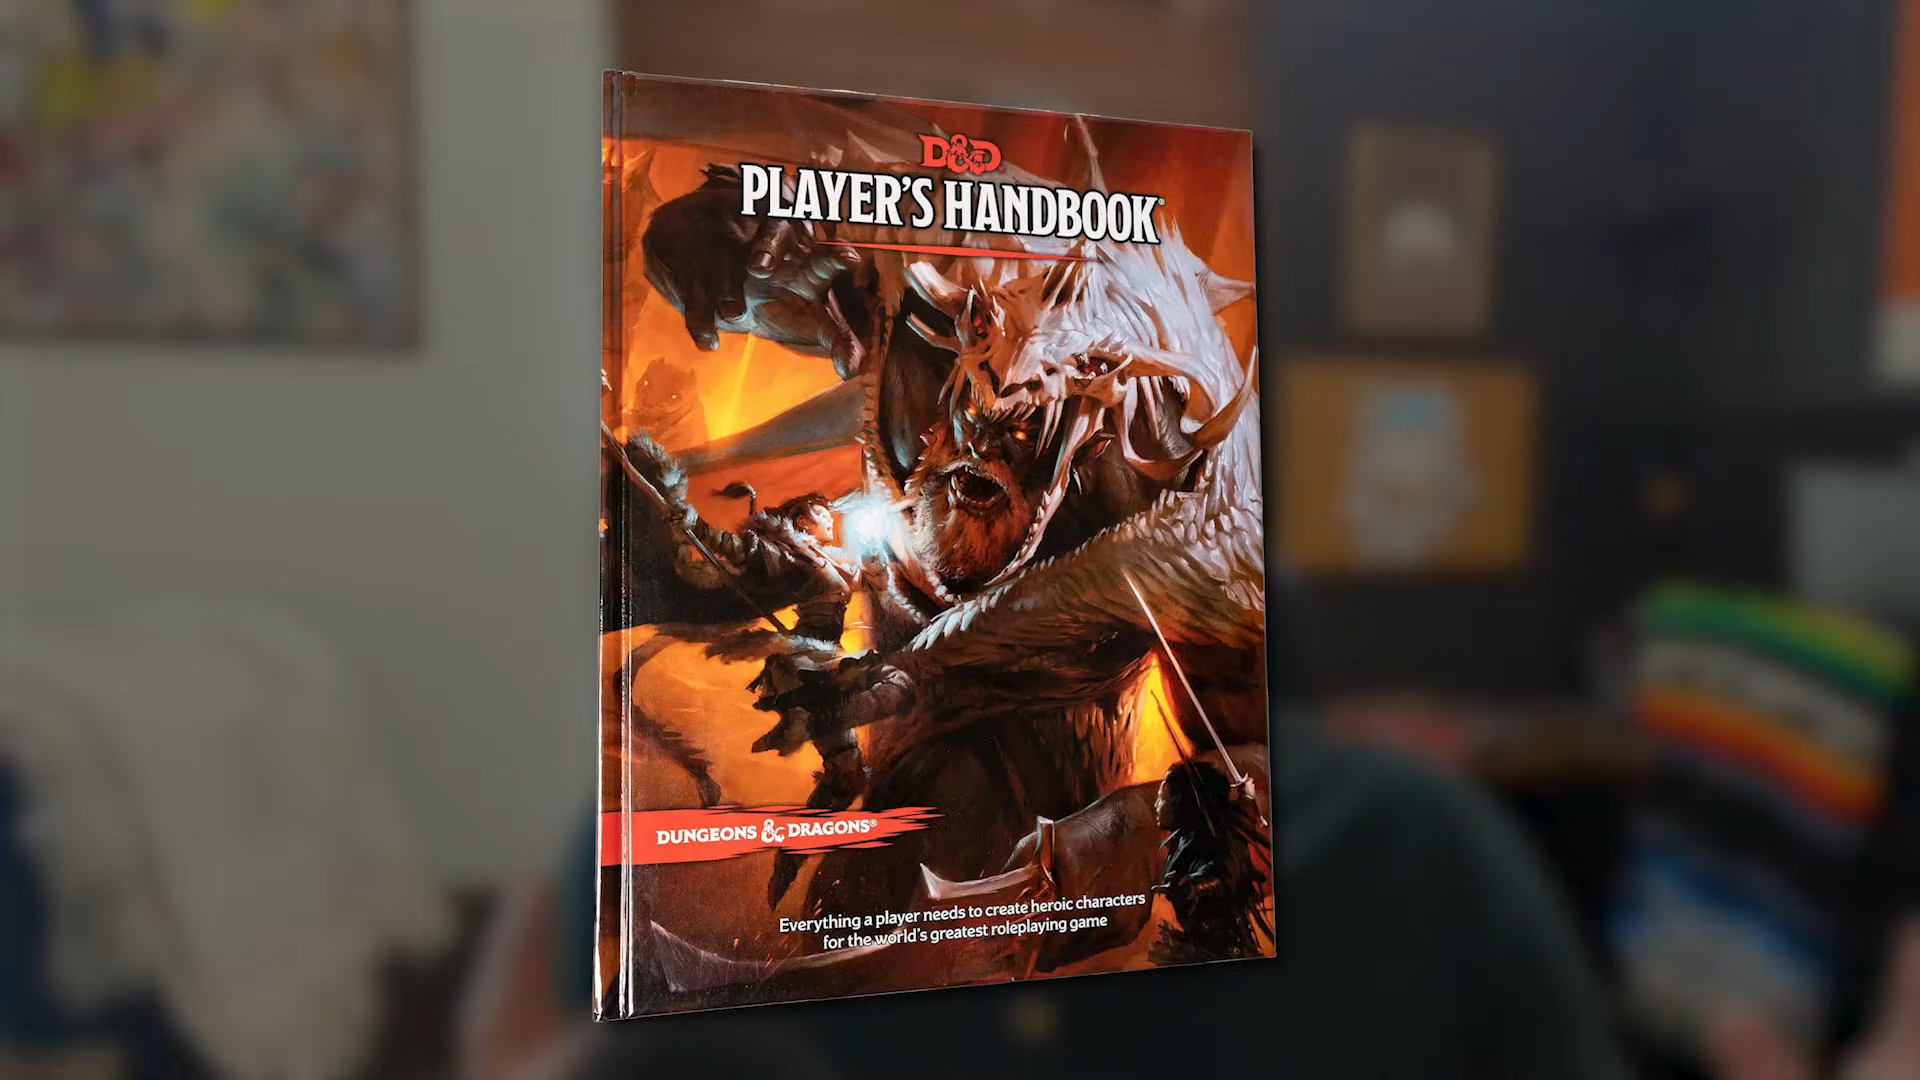 D&D
PLAYER'S HANDBOOK®
DUNGEONS & DRAGONS®
Everything a player needs to create heroic characters
for the world's greatest roleplaying game